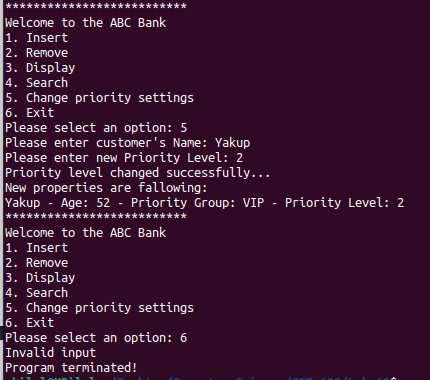 ***************************
Welcome to the ABC Bank
1. Insert
2. Remove
3. Display
4. Search
5. Change priority settings
6. Exit
Please select an option: 5
Please enter customer's Name: Yakup
Please enter new Priority Level: 2
Priority level changed successfully...
New properties are fallowing:
Yakup - Age: 52 - Priority Group: VIP - Priority Level: 2
***************************
Welcome to the ABC Bank
1. Insert
2. Remove
3. Display
4. Search
5. Change priority settings
6. Exit
Please select an option: 6
Invalid input
Program terminated!